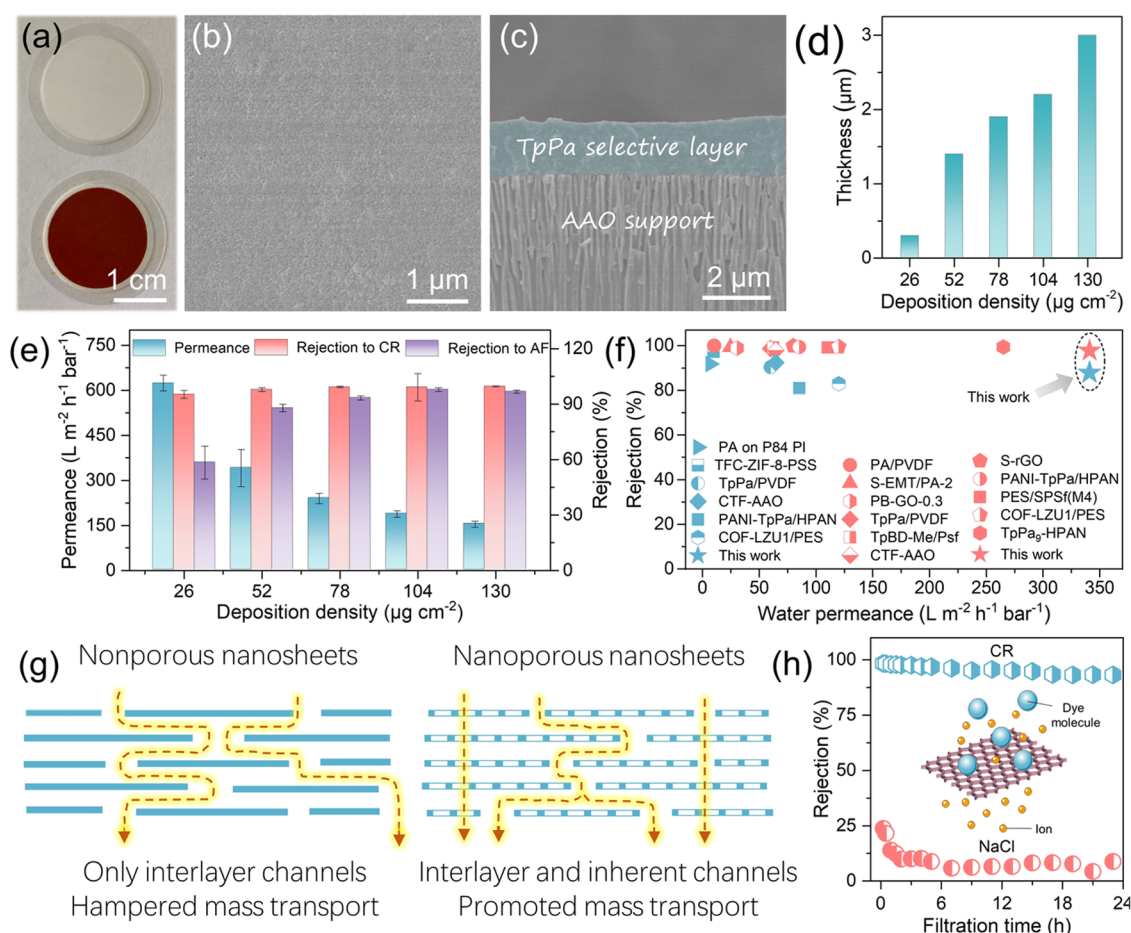 (a)
1 cm
(b)
1 μm
(c)
TpPa selective layer
AAO support
2 μm
(d)
Thickness (μm)
3
2
1
0
26 52 78 104 130
Deposition density (μg cm⁻²)
(e)
Permeance (L m⁻² h⁻¹ bar⁻¹)
750
600
450
300
150
0
Permeance
Rejection to CR
Rejection to AF
120
90
60
30
0
Rejection (%)
26 52 78 104 130
Deposition density (μg cm⁻²)
(f)
Rejection (%)
100
80
60
40
20
0
This work
PA on P84 PI
TFC-ZIF-8-PSS
TpPa/PVDF
CTF-AAO
PANI-TpPa/HPAN
COF-LZU1/PES
This work
PA/PVDF
S-EMT/PA-2
PB-GO-0.3
TpPa/PVDF
TpBD-Me/Psf
CTF-AAO
S-rGO
PANI-TpPa/HPAN
PES/SPSf(M4)
COF-LZU1/PES
TpPa₉-HPAN
This work
0 50 100 150 200 250 300 350 400
Water permeance (L m⁻² h⁻¹ bar⁻¹)
(g)
Nonporous nanosheets
Only interlayer channels
Hampered mass transport
Nanoporous nanosheets
Interlayer and inherent channels
Promoted mass transport
(h)
Rejection (%)
100
75
50
25
0
CR
Dye
molecule
Ion
NaCl
0 6 12 18 24
Filtration time (h)